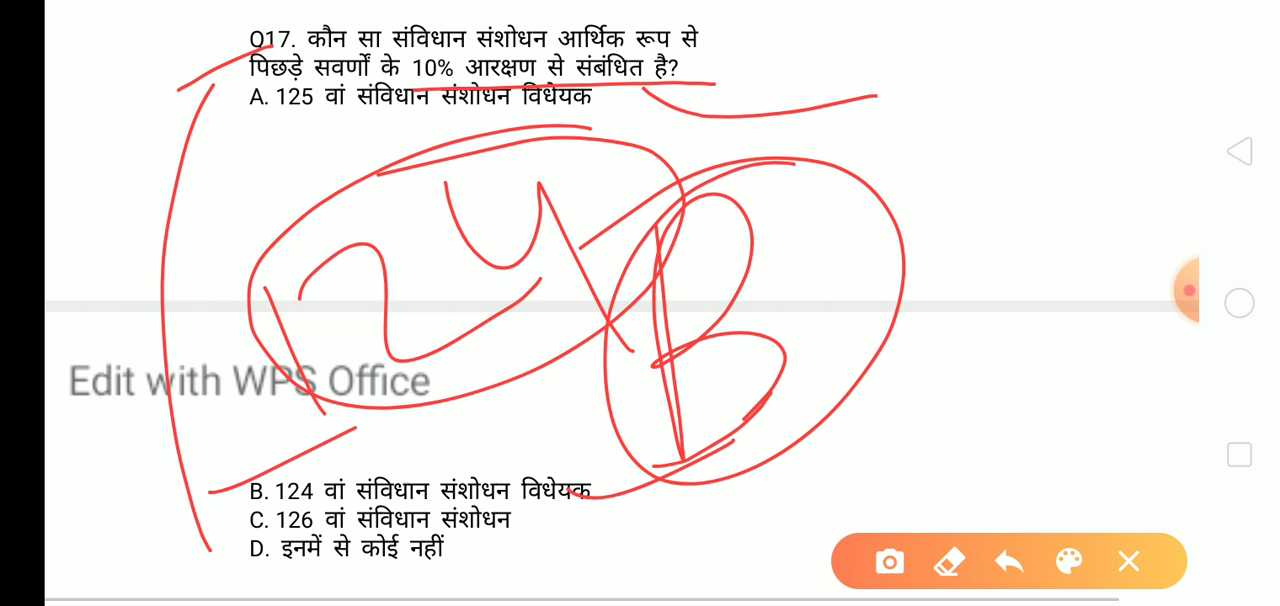 Q17. कौन सा संविधान संशोधन आर्थिक रूप से
पिछड़े सवर्णों के 10% आरक्षण से संबंधित है?
A. 125 वां संविधान संशोधन विधेयक
124 B
Edit with WPS Office
B. 124 वां संविधान संशोधन विधेयक
C. 126 वां संविधान संशोधन
D. इनमें से कोई नहीं